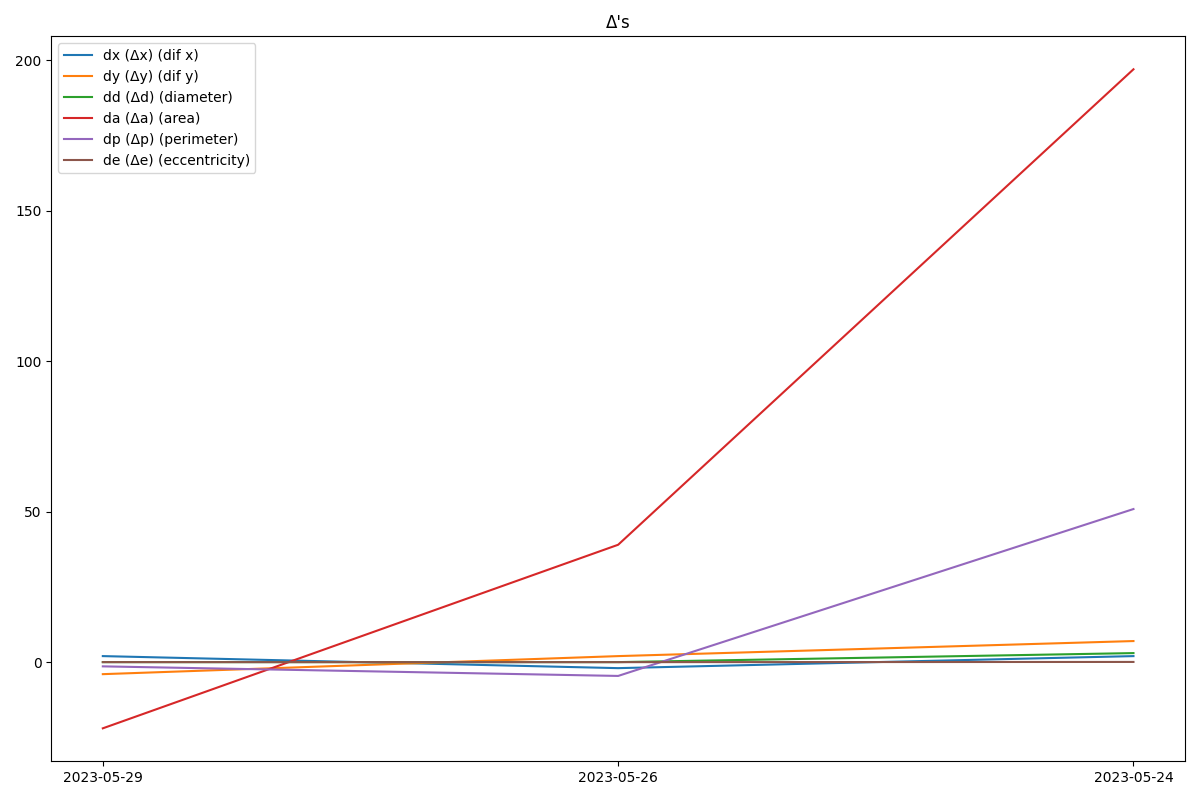 Δ's
dx (Δx) (dif x)
dy (Δy) (dif y)
dd (Δd) (diameter)
da (Δa) (area)
dp (Δp) (perimeter)
de (Δe) (eccentricity)
200
150
100
50
0
2023-05-29
2023-05-26
2023-05-24